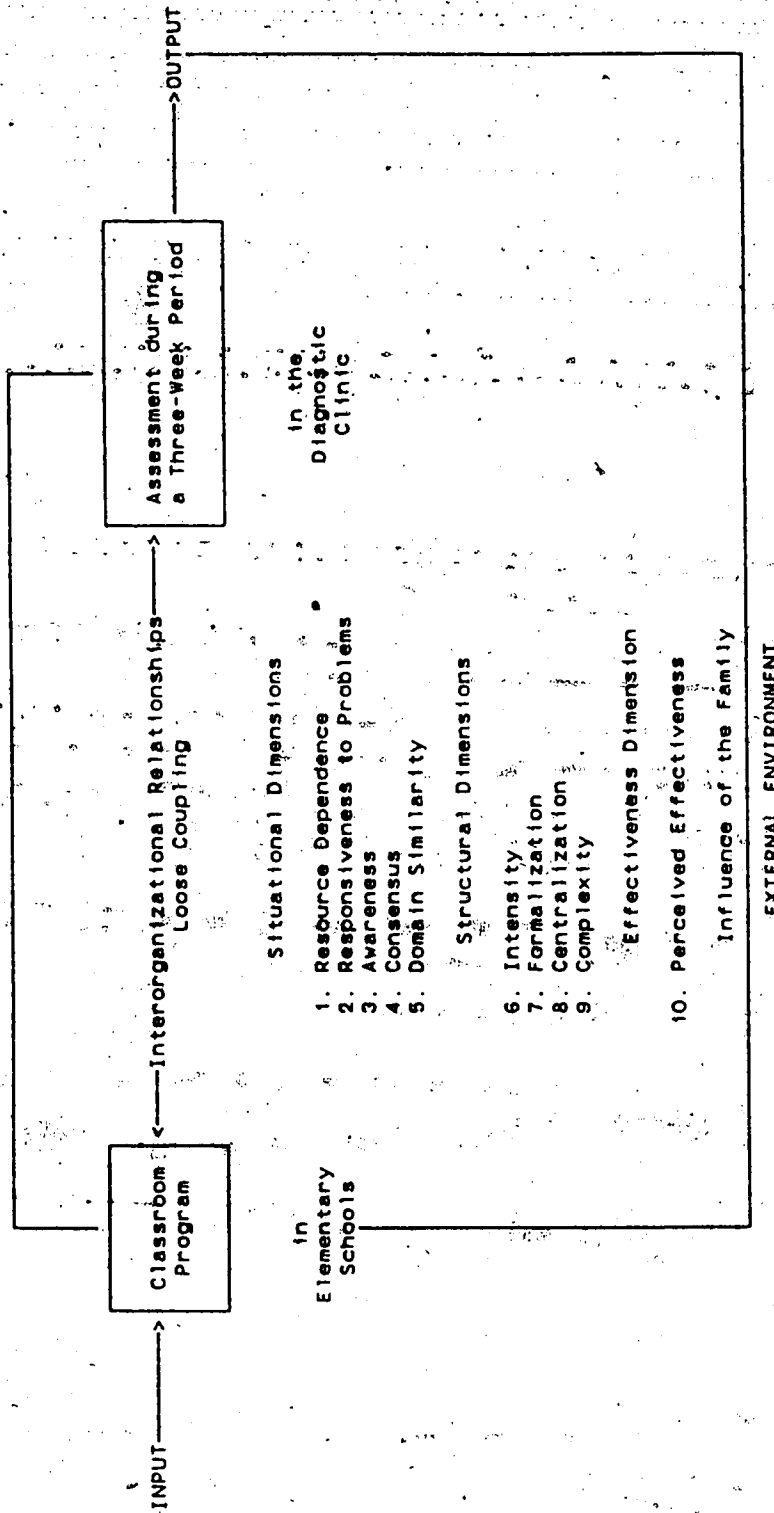 INPUT
Classroom
Program
in
Elementary
Schools
Interorganizational Relationships
Loose Coupling
Situational Dimensions
1. Resource Dependence
2. Responsiveness to Problems
3. Awareness
4. Consensus
5. Domain Similarity
Structural Dimensions
6. Intensity
7. Formalization
8. Centralization
9. Complexity
Effectiveness Dimension
10. Perceived Effectiveness
Influence of the Family
EXTERNAL ENVIRONMENT
Assessment during
a Three-Week Period
in the
Diagnostic
Clinic
OUTPUT